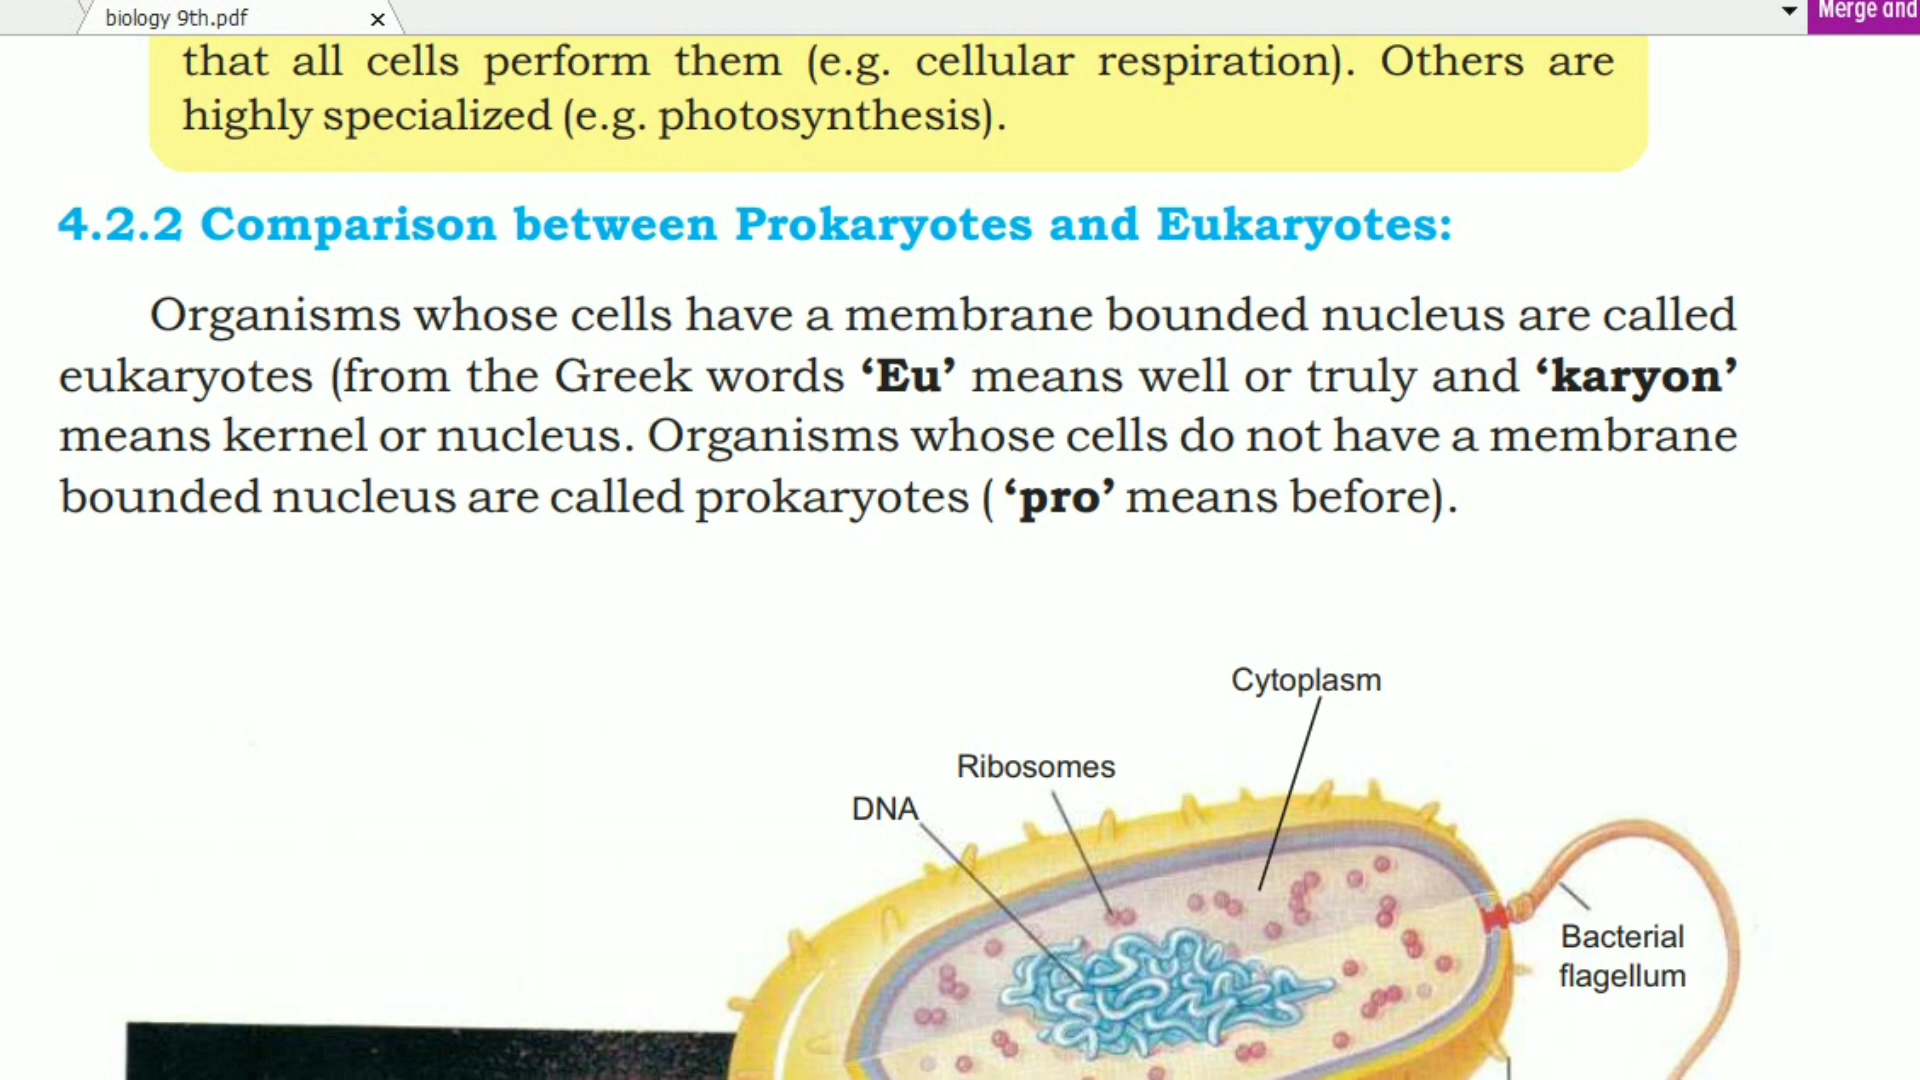 biology 9th.pdf
Merge and
that all cells perform them (e.g. cellular respiration). Others are
highly specialized (e.g. photosynthesis).
4.2.2 Comparison between Prokaryotes and Eukaryotes:
Organisms whose cells have a membrane bounded nucleus are called
eukaryotes (from the Greek words ‘Eu’ means well or truly and ‘karyon’
means kernel or nucleus. Organisms whose cells do not have a membrane
bounded nucleus are called prokaryotes ( ‘pro’ means before).
Cytoplasm
Ribosomes
DNA
Bacterial
flagellum